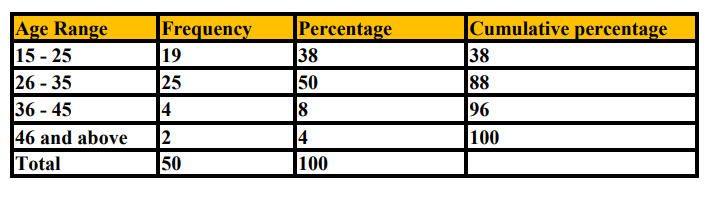 Age Range Frequency Percentage Cumulative percentage
15 - 25 19 38 38
26 - 35 25 50 88
36 - 45 4 8 96
46 and above 2 4 100
Total 50 100